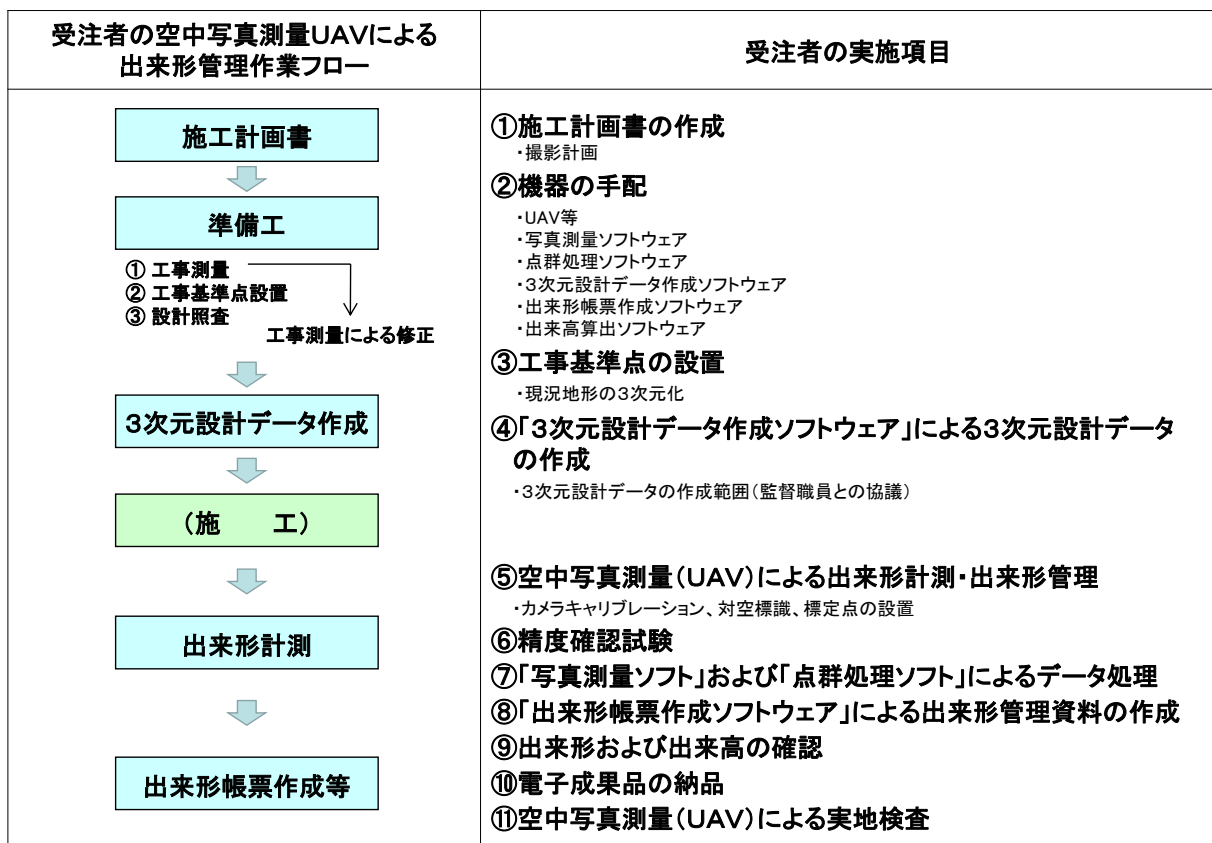 受注者の空中写真測量UAVによる
出来形管理作業フロー
受注者の実施項目
施工計画書
準備工
① 工事測量
② 工事基準点設置
③ 設計照査
工事測量による修正
3次元設計データ作成
(施　　工)
出来形計測
出来形帳票作成等
①施工計画書の作成
・撮影計画
②機器の手配
・UAV等
・写真測量ソフトウェア
・点群処理ソフトウェア
・3次元設計データ作成ソフトウェア
・出来形帳票作成ソフトウェア
・出来高算出ソフトウェア
③工事基準点の設置
・現況地形の3次元化
④「3次元設計データ作成ソフトウェア」による3次元設計データ
の作成
・3次元設計データの作成範囲(監督職員との協議)
⑤空中写真測量(UAV)による出来形計測・出来形管理
・カメラキャリブレーション、対空標識、標定点の設置
⑥精度確認試験
⑦「写真測量ソフト」および「点群処理ソフト」によるデータ処理
⑧「出来形帳票作成ソフトウェア」による出来形管理資料の作成
⑨出来形および出来高の確認
⑩電子成果品の納品
⑪空中写真測量(UAV)による実地検査